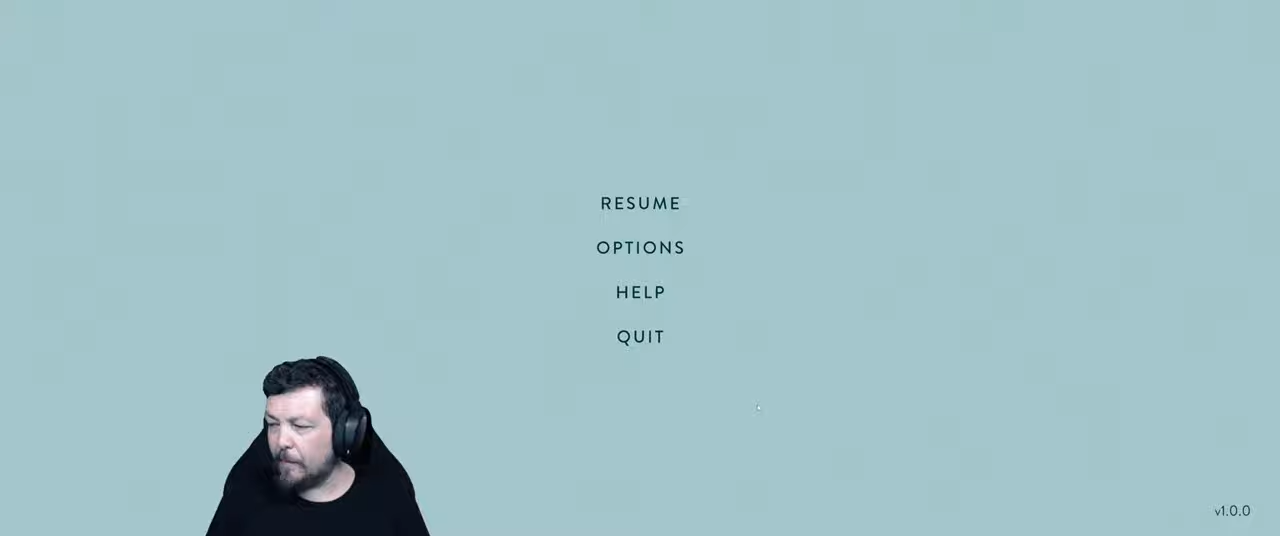 RESUME
OPTIONS
HELP
QUIT
v1.0.0